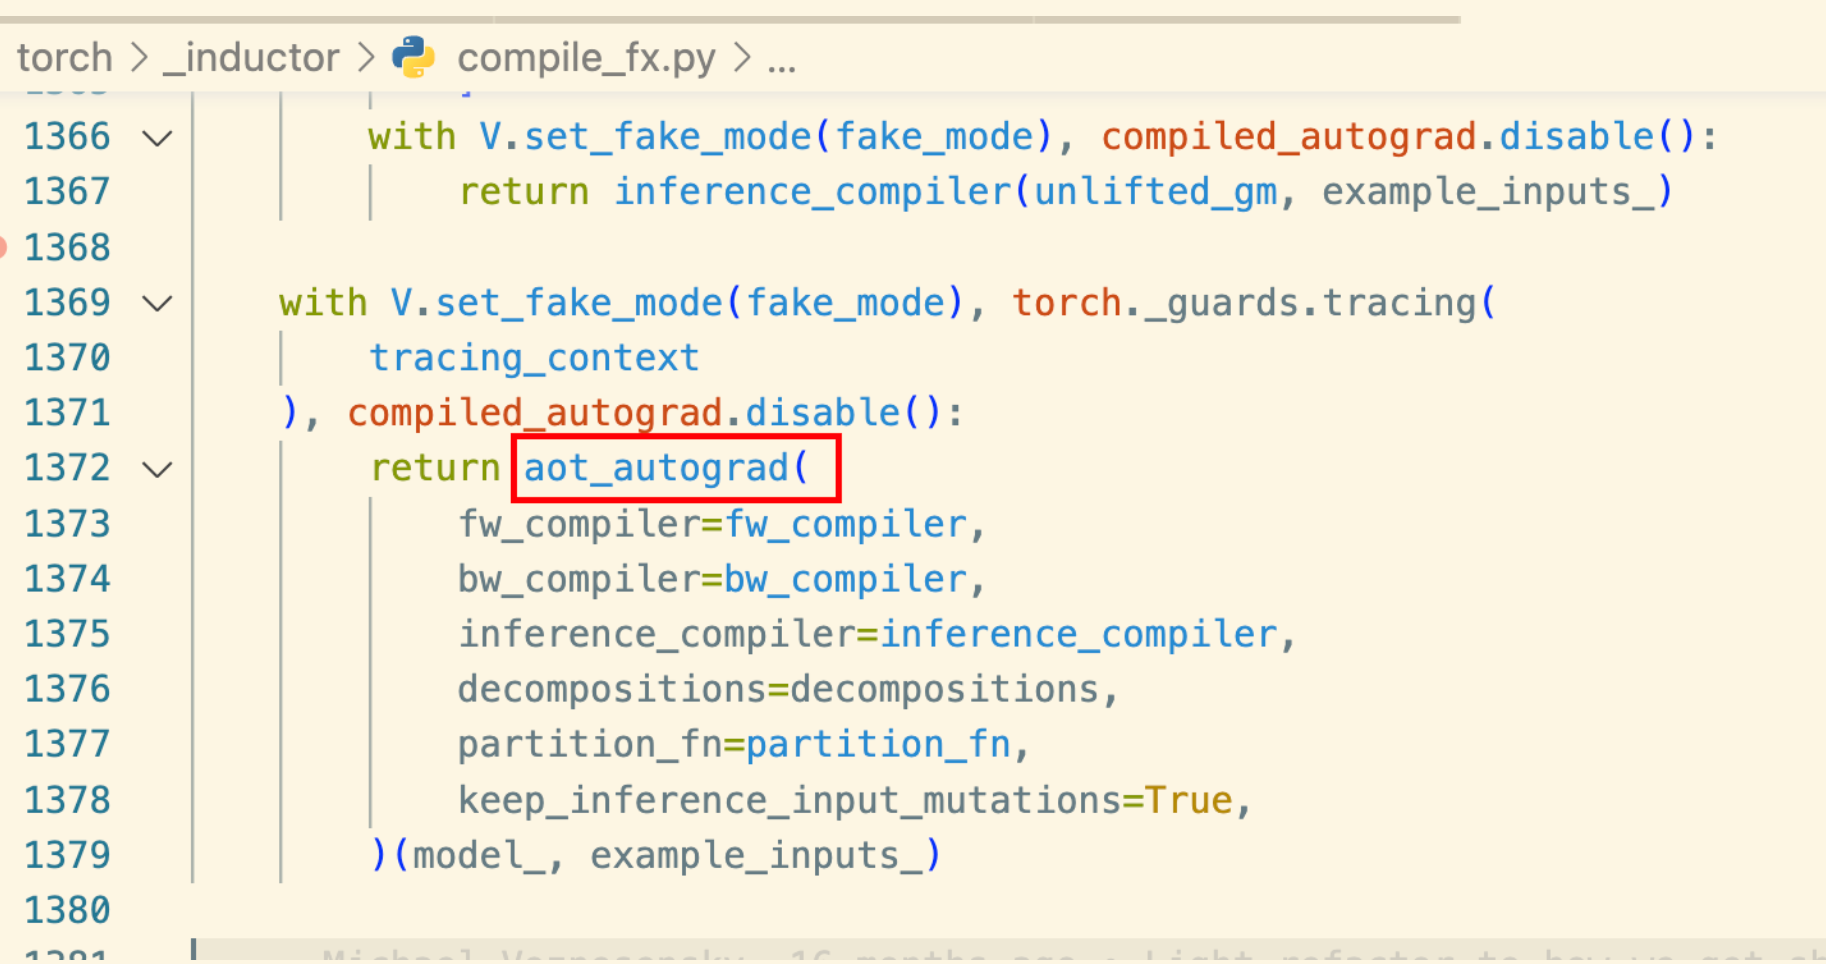 torch > _inductor > compile_fx.py > ...
1366 with V.set_fake_mode(fake_mode), compiled_autograd.disable():
1367 return inference_compiler(unlifted_gm, example_inputs_)
1368
1369 with V.set_fake_mode(fake_mode), torch._guards.tracing(
1370 tracing_context
1371 ), compiled_autograd.disable():
1372 return aot_autograd(
1373 fw_compiler=fw_compiler,
1374 bw_compiler=bw_compiler,
1375 inference_compiler=inference_compiler,
1376 decompositions=decompositions,
1377 partition_fn=partition_fn,
1378 keep_inference_input_mutations=True,
1379 )(model_, example_inputs_)
1380